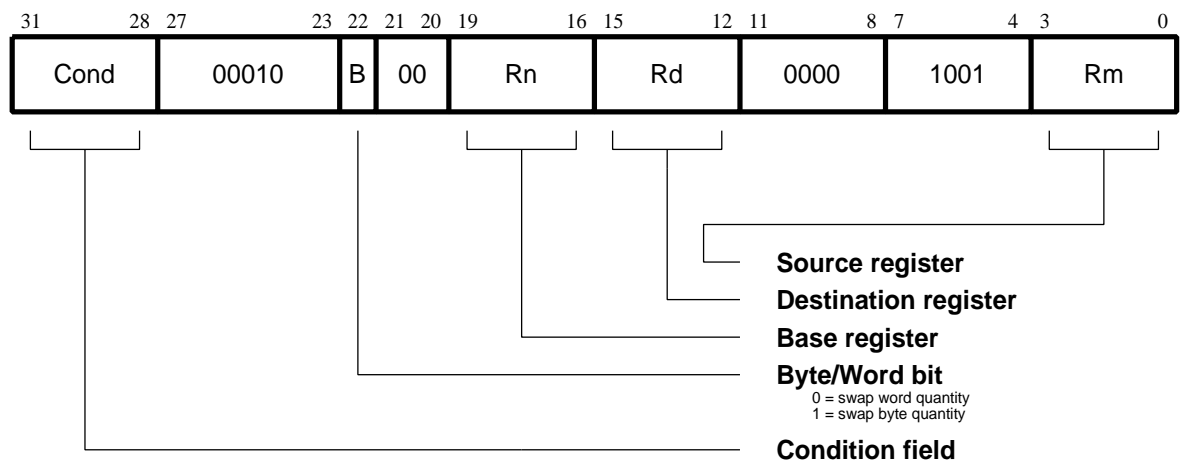 31 28 27 23 22 21 20 19 16 15 12 11 8 7 4 3 0
Cond 00010 B 00 Rn Rd 0000 1001 Rm
Source register
Destination register
Base register
Byte/Word bit
0 = swap word quantity
1 = swap byte quantity
Condition field